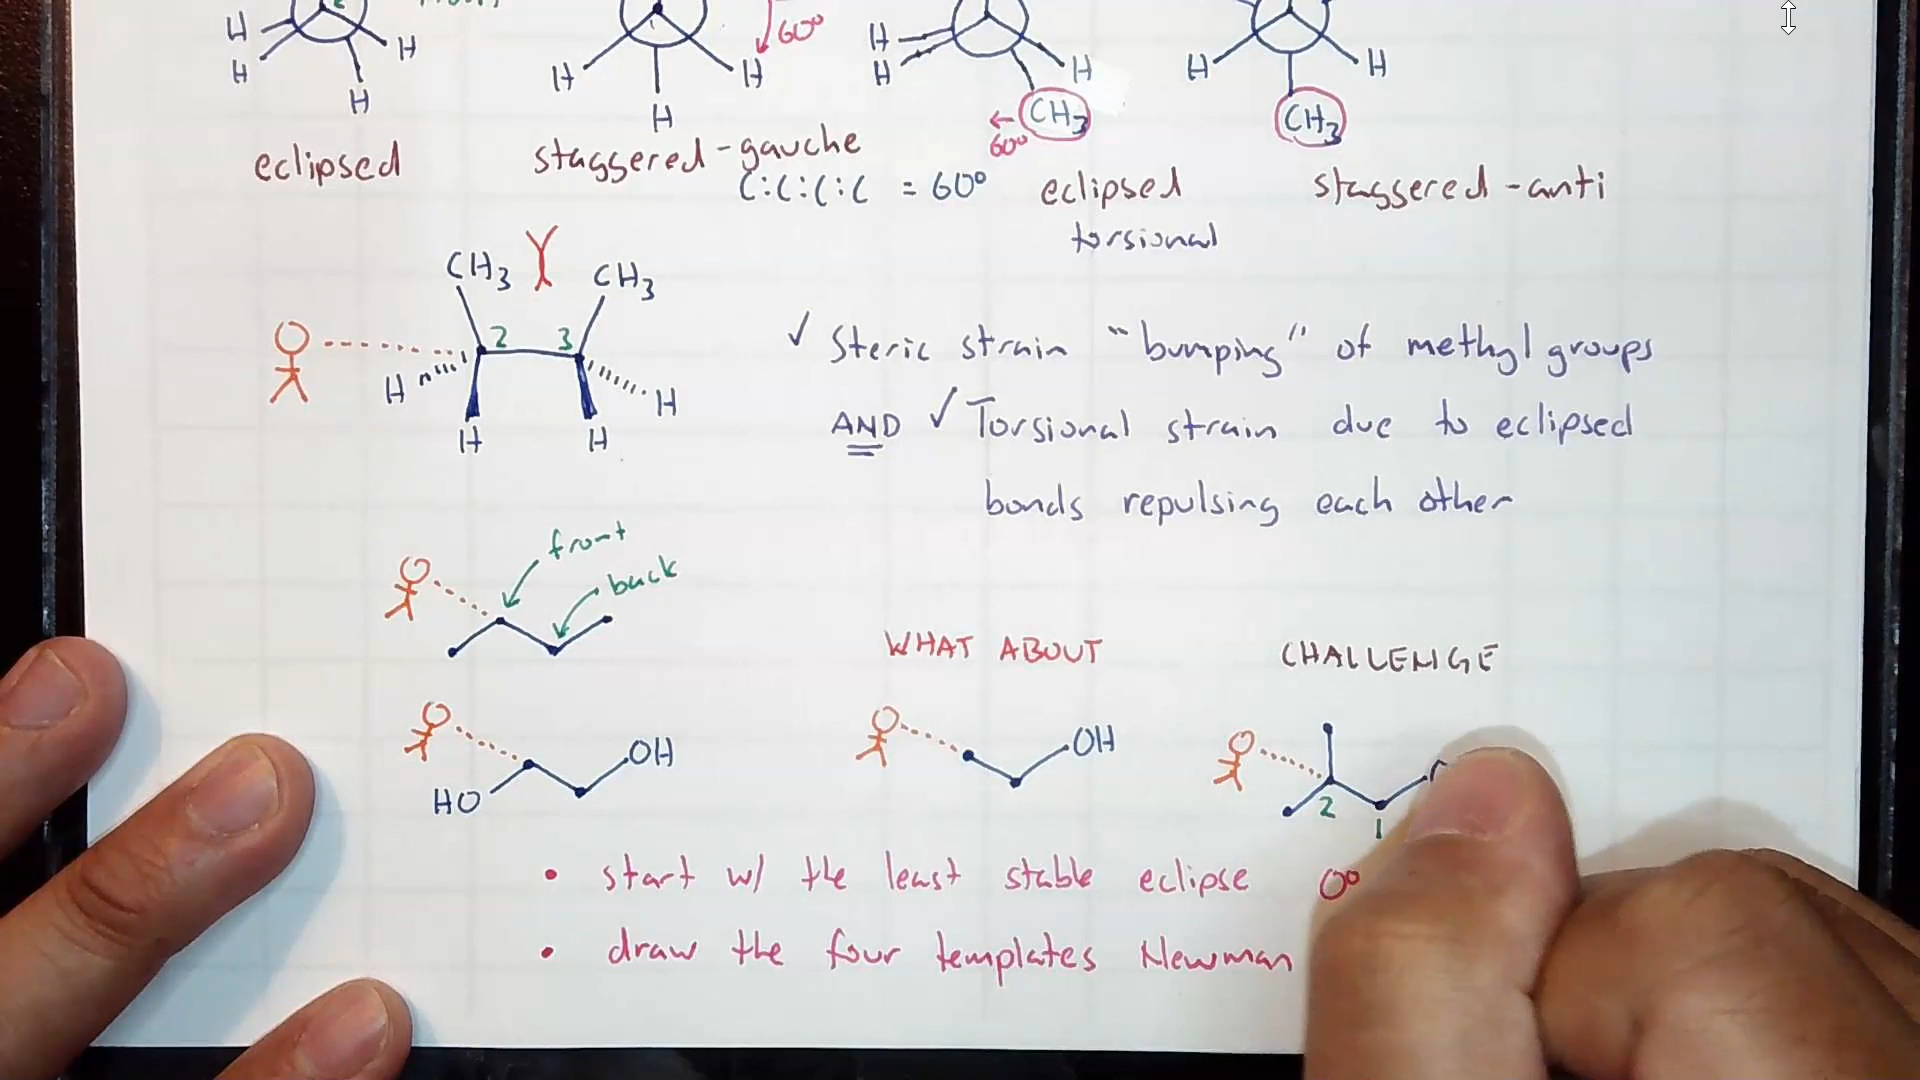 H H H H
H H H 60°
H H H CH3 60°
H H CH3
eclipsed
staggered - gauche
C:C:C:C = 60°
eclipsed
torsional
staggered - anti
CH3 CH3
2 3
H H
H H
✓ Steric strain "bumping" of methyl groups
AND ✓ Torsional strain due to eclipsed
bonds repulsing each other
front
back
WHAT ABOUT
CHALLENGE
HO OH
OH
2 1
• start w/ the least stable eclipse 0°
• draw the four templates Newman